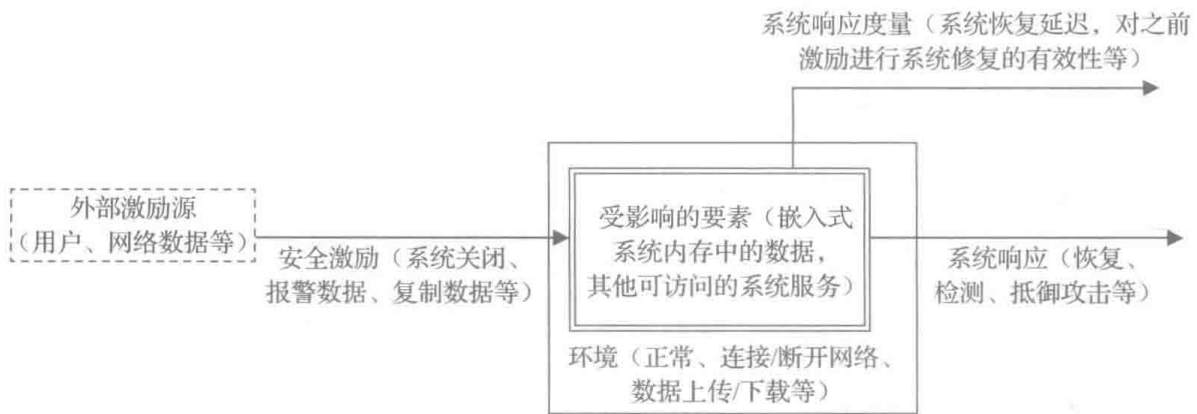 系统响应度量（系统恢复延迟，对之前
激励进行系统修复的有效性等）
外部激励源
（用户、网络数据等）
安全激励（系统关闭、
报警数据、复制数据等）
受影响的要素（嵌入式
系统内存中的数据，
其他可访问的系统服务）
系统响应（恢复、
检测、抵御攻击等）
环境（正常、连接/断开网络、
数据上传/下载等）